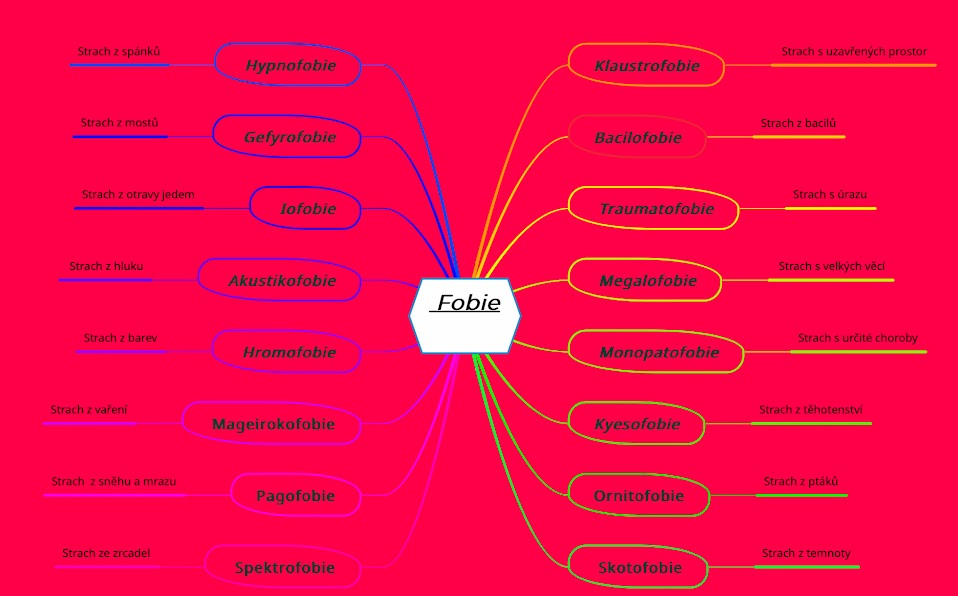 Fobie
Strach z spánků
Hypnofobie
Strach z mostů
Gefyrofobie
Strach z otravy jedem
Iofobie
Strach z hluku
Akustikofobie
Strach z barev
Hromofobie
Strach z vaření
Mageirokofobie
Strach z sněhu a mrazu
Pagofobie
Strach ze zrcadel
Spektrofobie
Klaustrofobie
Strach s uzavřených prostor
Bacilofobie
Strach z bacilů
Traumatofobie
Strach s úrazu
Megalofobie
Strach s velkých věcí
Monopatofobie
Strach s určité choroby
Kyesofobie
Strach z těhotenství
Ornitofobie
Strach z ptáků
Skotofobie
Strach z temnoty